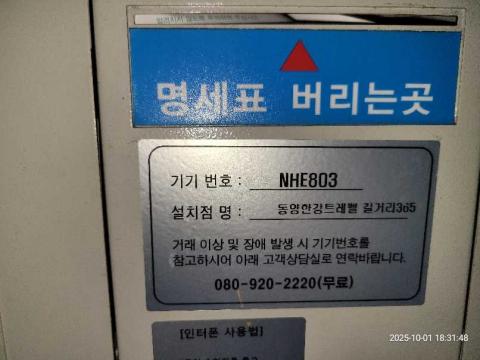 명세표 버리는곳
기기 번호 : NHE803
설치점 명 : 동양한강트레벨 길거리365
거래 이상 및 장애 발생 시 기기번호를
참고하시어 아래 고객상담실로 연락바랍니다.
080-920-2220(무료)
[인터폰 사용법]
2025-10-01 18:31:48